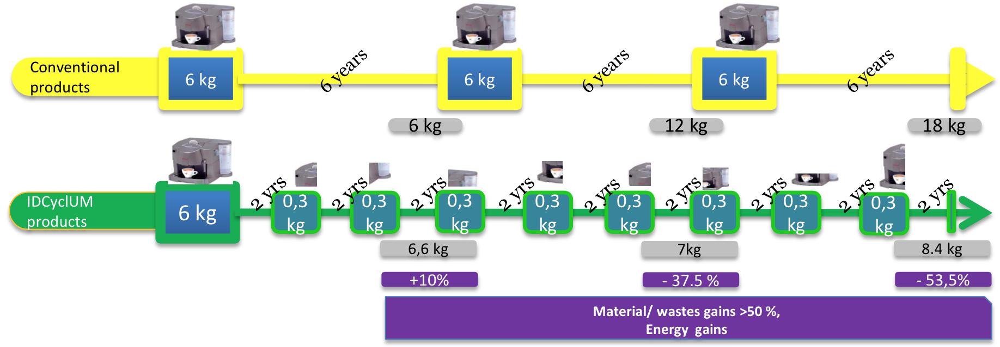 Conventional
products
6 kg
6 years
6 kg
6 years
6 kg
6 years
6 kg
12 kg
18 kg
IDCyclUM
products
6 kg
2 yrs
0,3
kg
2 yrs
0,3
kg
2 yrs
0,3
kg
2 yrs
0,3
kg
2 yrs
0,3
kg
2 yrs
0,3
kg
2 yrs
0,3
kg
2 yrs
0,3
kg
2 yrs
6,6 kg
7kg
8.4 kg
+10%
- 37.5 %
- 53,5%
Material/ wastes gains >50 %,
Energy gains